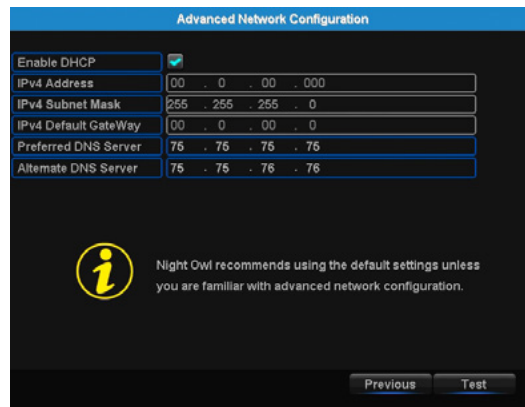 Advanced Network Configuration
Enable DHCP
IPv4 Address 00 . 0 . 00 . 000
IPv4 Subnet Mask 255 . 255 . 255 . 0
IPv4 Default GateWay 00 . 0 . 00 . 0
Preferred DNS Server 75 . 75 . 75 . 75
Alternate DNS Server 75 . 75 . 76 . 76
Night Owl recommends using the default settings unless
you are familiar with advanced network configuration.
Previous Test